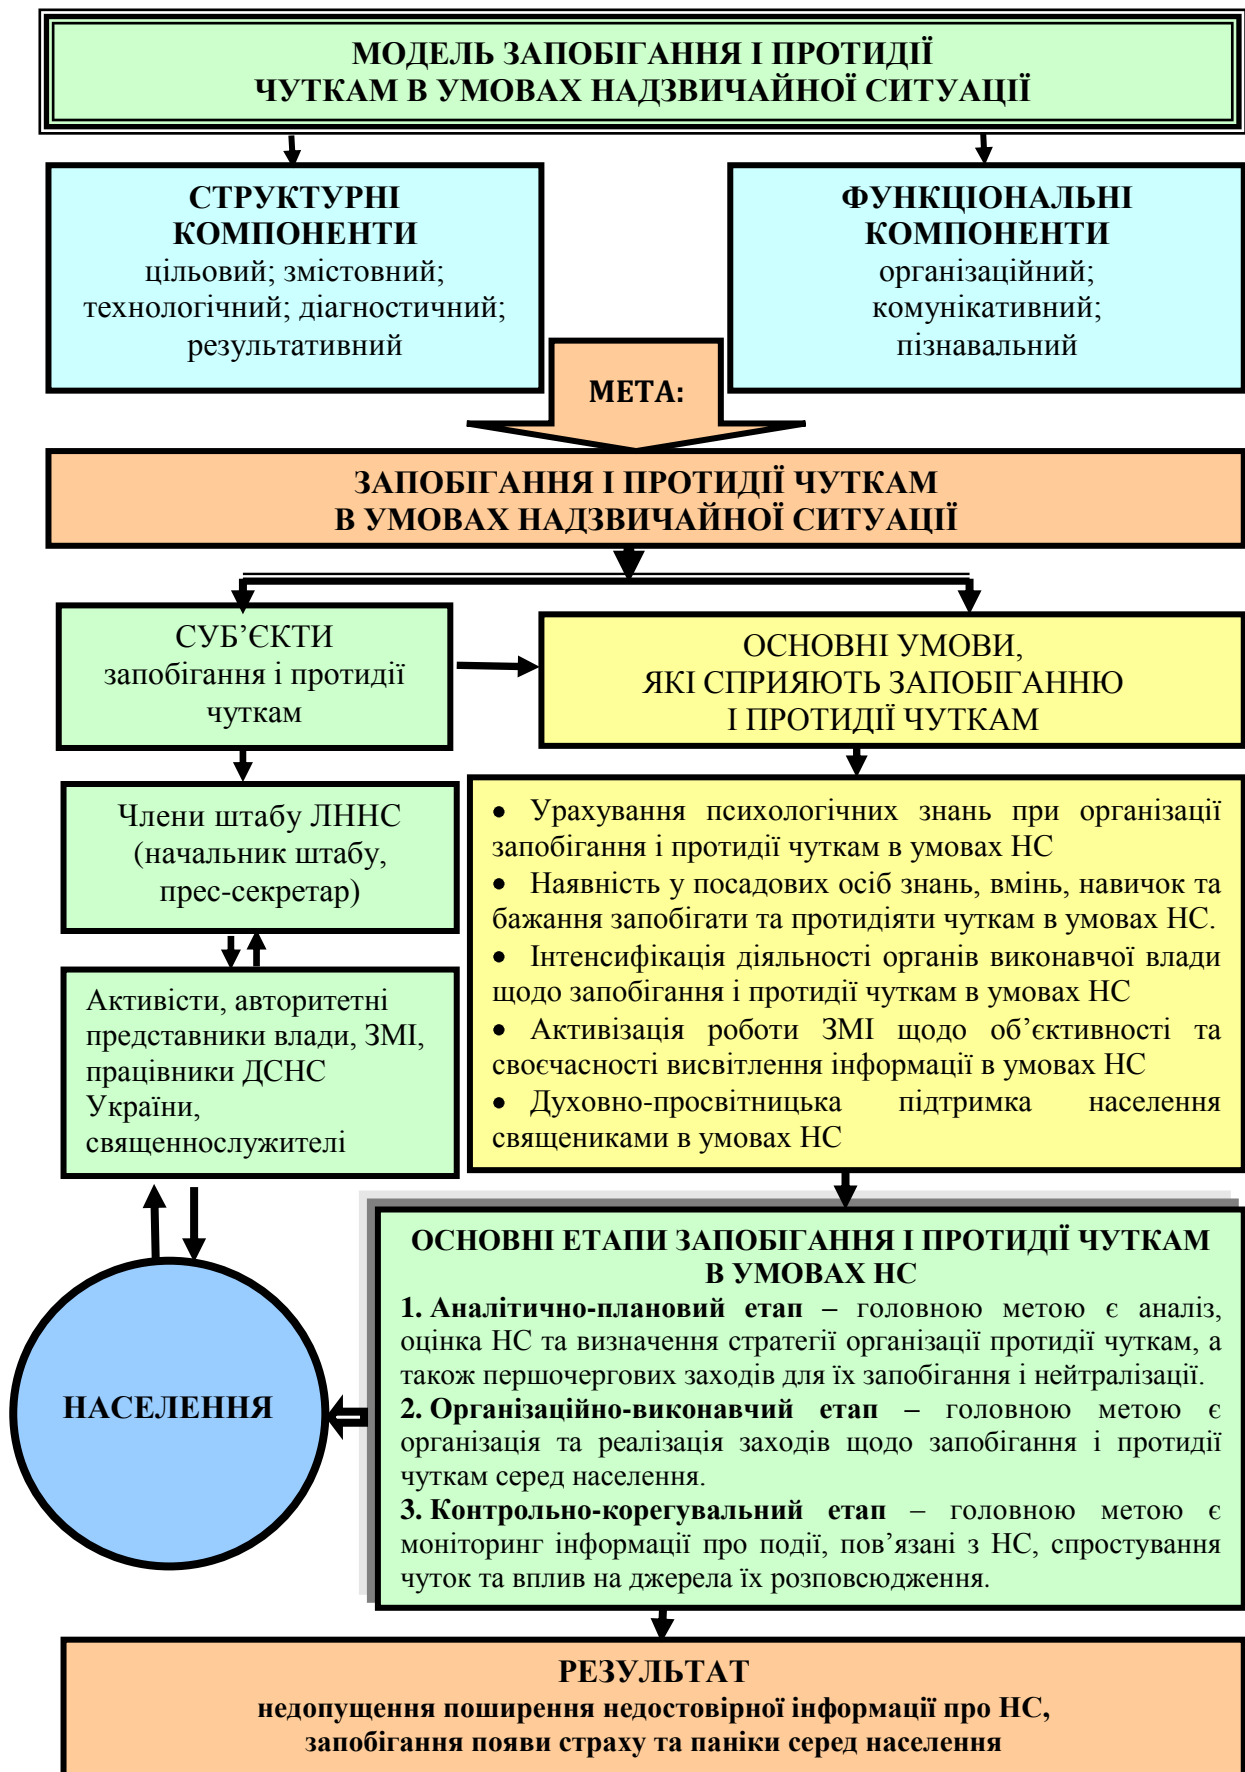 МОДЕЛЬ ЗАПОБІГАННЯ І ПРОТИДІЇ
ЧУТКАМ В УМОВАХ НАДЗВИЧАЙНОЇ СИТУАЦІЇ
СТРУКТУРНІ
КОМПОНЕНТИ
цільовий; змістовний;
технологічний; діагностичний;
результативний
ФУНКЦІОНАЛЬНІ
КОМПОНЕНТИ
організаційний;
комунікативний;
пізнавальний
МЕТА:
ЗАПОБІГАННЯ І ПРОТИДІЇ ЧУТКАМ
В УМОВАХ НАДЗВИЧАЙНОЇ СИТУАЦІЇ
СУБ’ЄКТИ
запобігання і протидії
чуткам
ОСНОВНІ УМОВИ,
ЯКІ СПРИЯЮТЬ ЗАПОБІГАННЮ
І ПРОТИДІЇ ЧУТКАМ
Члени штабу ЛННС
(начальник штабу,
прес-секретар)
Активісти, авторитетні
представники влади, ЗМІ,
працівники ДСНС
України,
священнослужителі
• Урахування психологічних знань при організації
запобігання і протидії чуткам в умовах НС
• Наявність у посадових осіб знань, вмінь, навичок та
бажання запобігати та протидіяти чуткам в умовах НС.
• Інтенсифікація діяльності органів виконавчої влади
щодо запобігання і протидії чуткам в умовах НС
• Активізація роботи ЗМІ щодо об’єктивності та
своєчасності висвітлення інформації в умовах НС
• Духовно-просвітницька підтримка населення
священиками в умовах НС
НАСЕЛЕННЯ
ОСНОВНІ ЕТАПИ ЗАПОБІГАННЯ І ПРОТИДІЇ ЧУТКАМ
В УМОВАХ НС
1. Аналітично-плановий етап – головною метою є аналіз,
оцінка НС та визначення стратегії організації протидії чуткам, а
також першочергових заходів для їх запобігання і нейтралізації.
2. Організаційно-виконавчий етап – головною метою є
організація та реалізація заходів щодо запобігання і протидії
чуткам серед населення.
3. Контрольно-корегувальний етап – головною метою є
моніторинг інформації про події, пов’язані з НС, спростування
чуток та вплив на джерела їх розповсюдження.
РЕЗУЛЬТАТ
недопущення поширення недостовірної інформації про НС,
запобігання появи страху та паніки серед населення